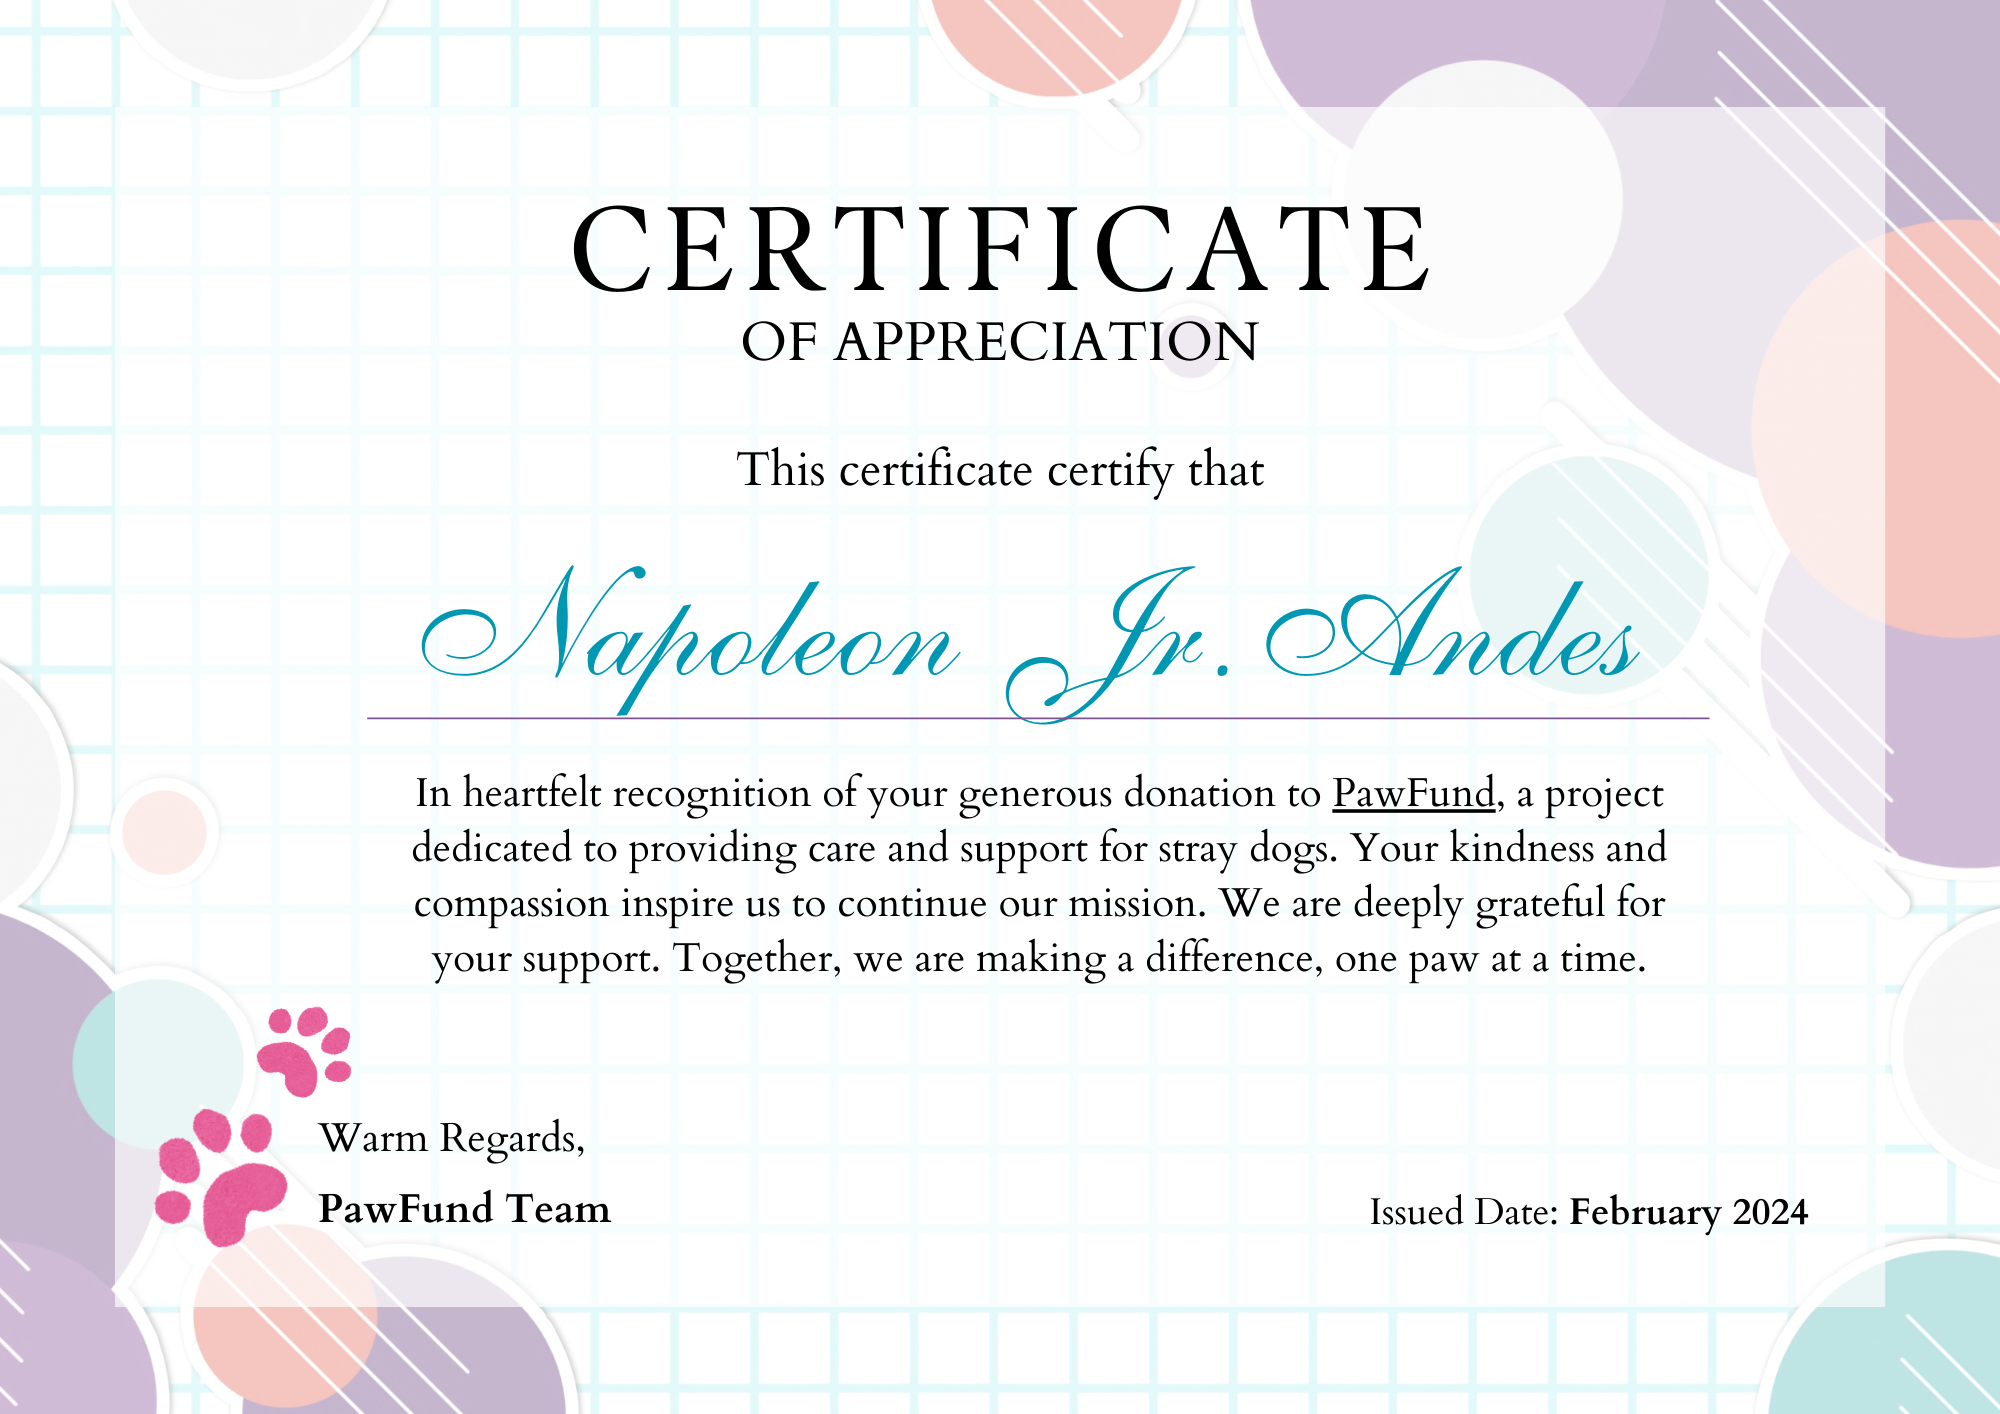 CERTIFICATE
OF APPRECIATION
This certificate certify that
Napoleon Jr. Andes
In heartfelt recognition of your generous donation to PawFund, a project
dedicated to providing care and support for stray dogs. Your kindness and
compassion inspire us to continue our mission. We are deeply grateful for
your support. Together, we are making a difference, one paw at a time.
Warm Regards,
PawFund Team
Issued Date: February 2024